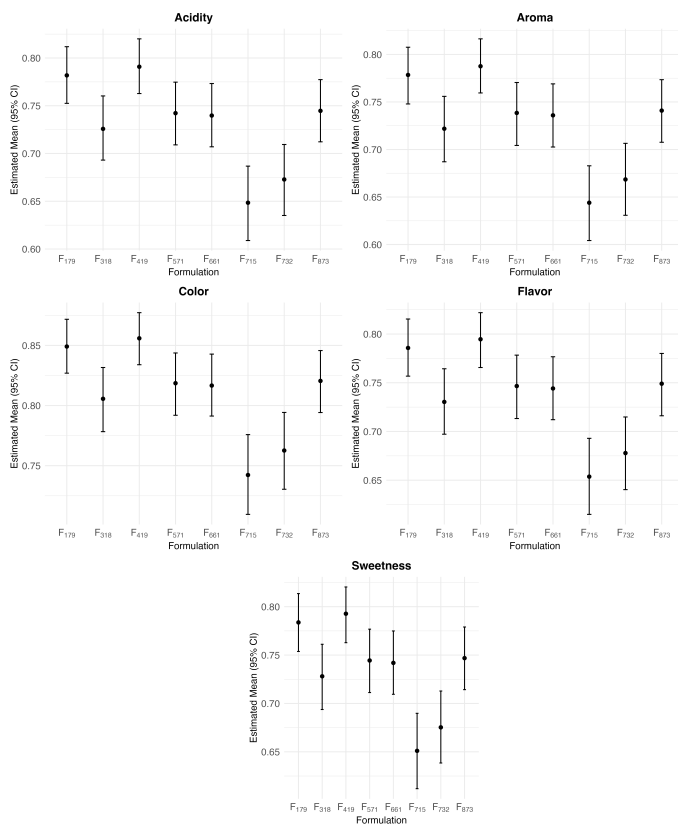 Acidity
Estimated Mean (95% CI)
0.80
0.75
0.70
0.65
0.60
F179 F318 F419 F571 F661 F715 F732 F873
Formulation
Aroma
Estimated Mean (95% CI)
0.80
0.75
0.70
0.65
0.60
F179 F318 F419 F571 F661 F715 F732 F873
Formulation
Color
Estimated Mean (95% CI)
0.85
0.80
0.75
F179 F318 F419 F571 F661 F715 F732 F873
Formulation
Flavor
Estimated Mean (95% CI)
0.80
0.75
0.70
0.65
F179 F318 F419 F571 F661 F715 F732 F873
Formulation
Sweetness
Estimated Mean (95% CI)
0.80
0.75
0.70
0.65
F179 F318 F419 F571 F661 F715 F732 F873
Formulation